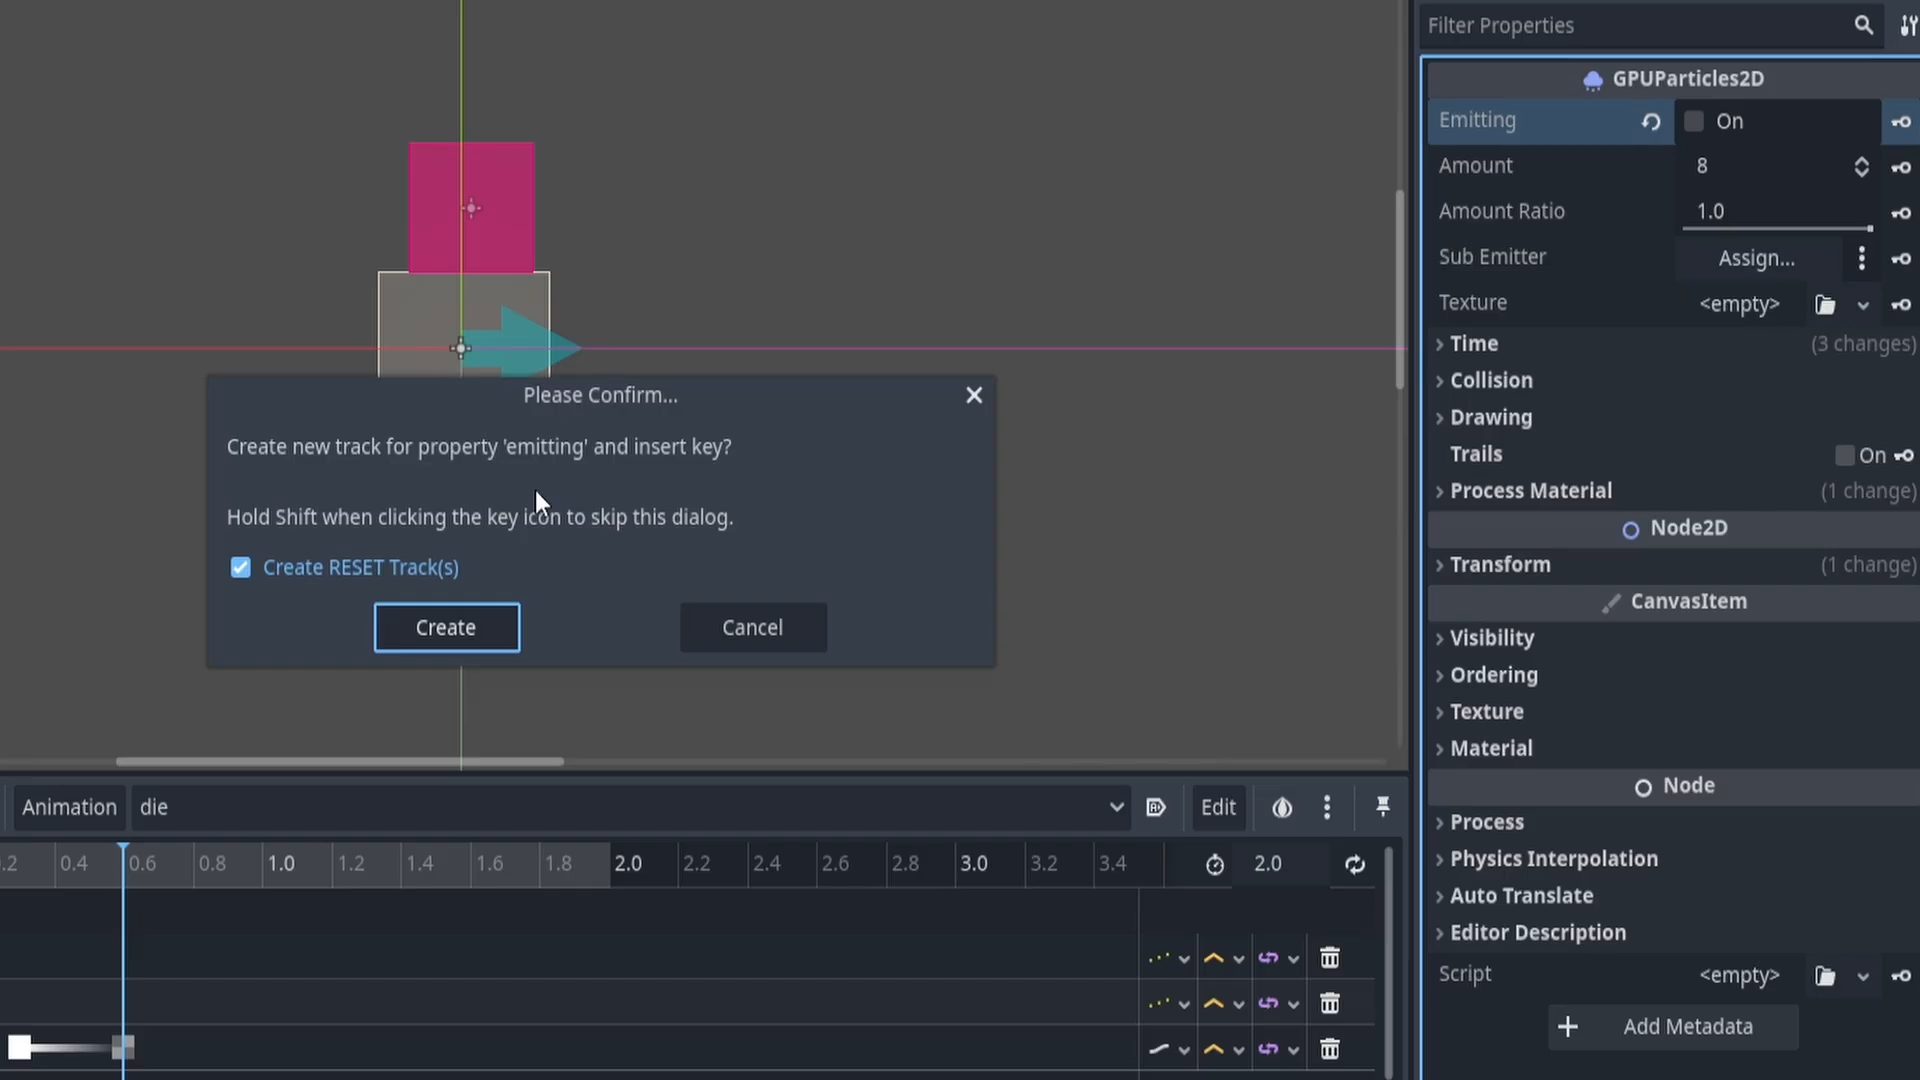 Filter Properties
GPUParticles2D
Emitting
On
Amount
8
Amount Ratio
1.0
Sub Emitter
Assign...
Texture
<empty>
Time
(3 changes)
Collision
Drawing
Trails
On
Process Material
(1 change)
Node2D
Transform
(1 change)
CanvasItem
Visibility
Ordering
Texture
Material
Node
Process
Physics Interpolation
Auto Translate
Editor Description
Script
<empty>
Add Metadata
Please Confirm...
Create new track for property 'emitting' and insert key?
Hold Shift when clicking the key icon to skip this dialog.
Create RESET Track(s)
Create
Cancel
Animation
die
Edit
.2 0.4 0.6 0.8 1.0 1.2 1.4 1.6 1.8 2.0 2.2 2.4 2.6 2.8 3.0 3.2 3.4
2.0